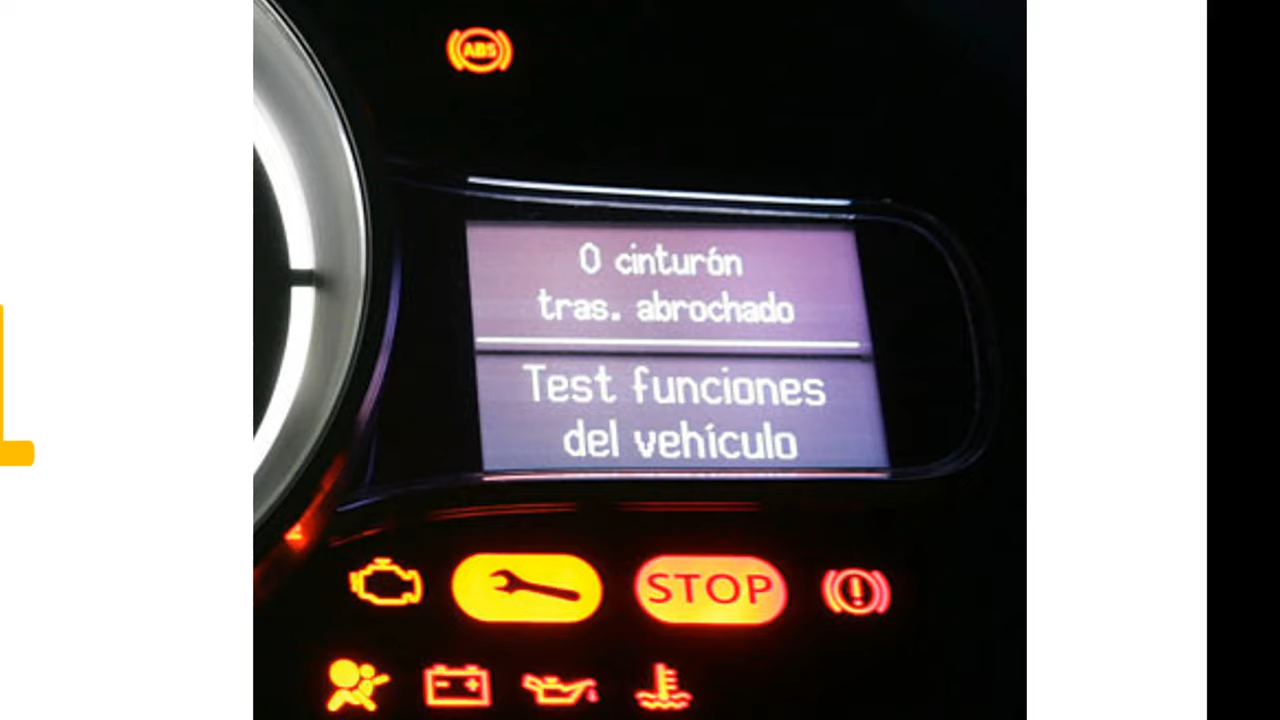 ABS
0 cinturón
tras. abrochado
Test funciones
del vehículo
STOP